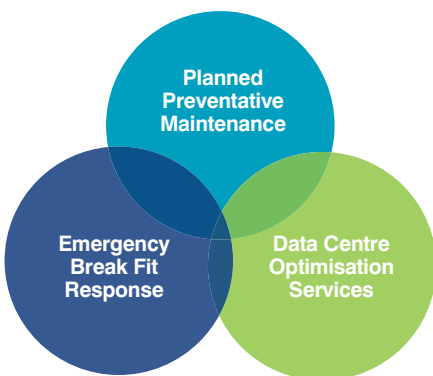 Planned
Preventative
Maintenance
Emergency
Break Fit
Response
Data Centre
Optimisation
Services